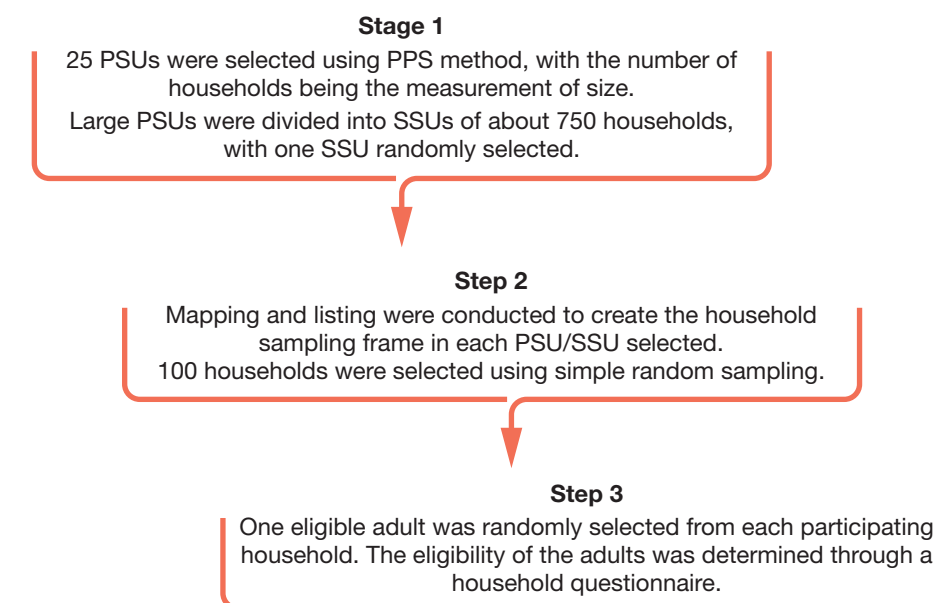 Stage 1
25 PSUs were selected using PPS method, with the number of
households being the measurement of size.
Large PSUs were divided into SSUs of about 750 households,
with one SSU randomly selected.
Step 2
Mapping and listing were conducted to create the household
sampling frame in each PSU/SSU selected.
100 households were selected using simple random sampling.
Step 3
One eligible adult was randomly selected from each participating
household. The eligibility of the adults was determined through a
household questionnaire.